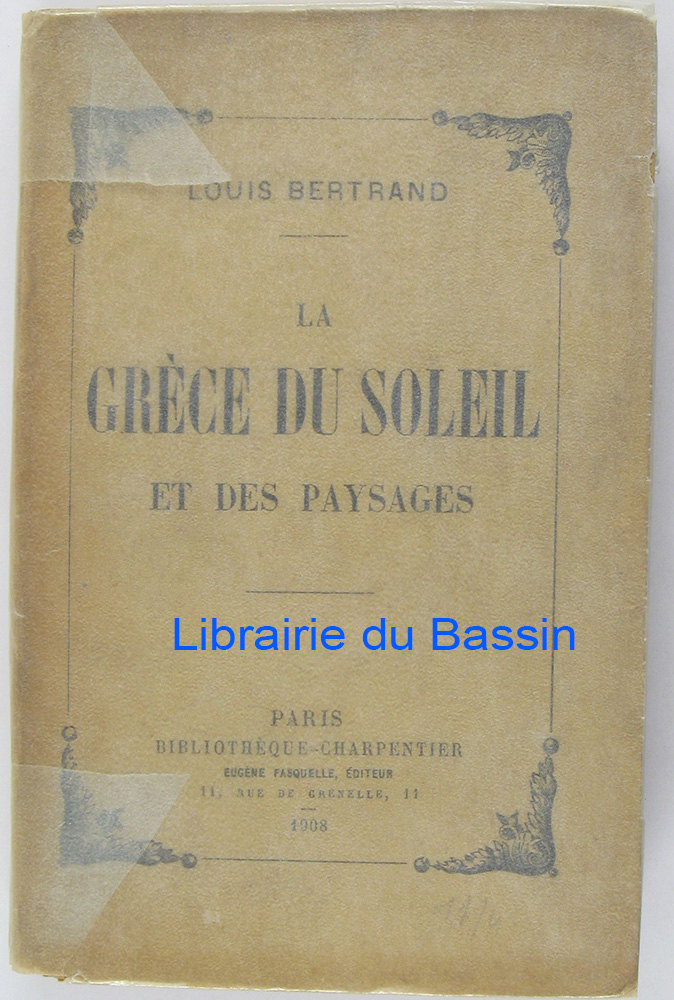 LOUIS BERTRAND
LA
GRÈCE DU SOLEIL
ET DES PAYSAGES
Librairie du Bassin
PARIS
BIBLIOTHÈQUE-CHARPENTIER
EUGÈNE FASQUELLE, ÉDITEUR
11, RUE DE GRENELLE, 11
1908